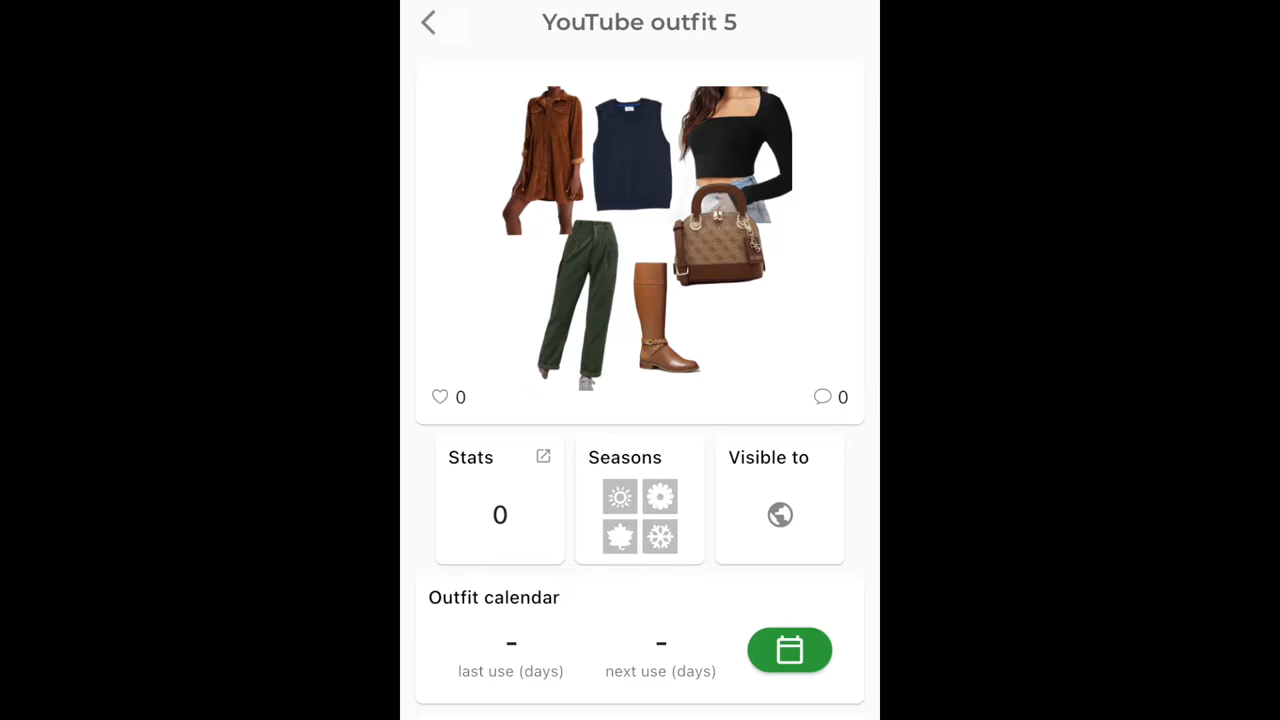 YouTube outfit 5
0
0
Stats
Seasons
Visible to
0
Outfit calendar
-
-
last use (days)
next use (days)